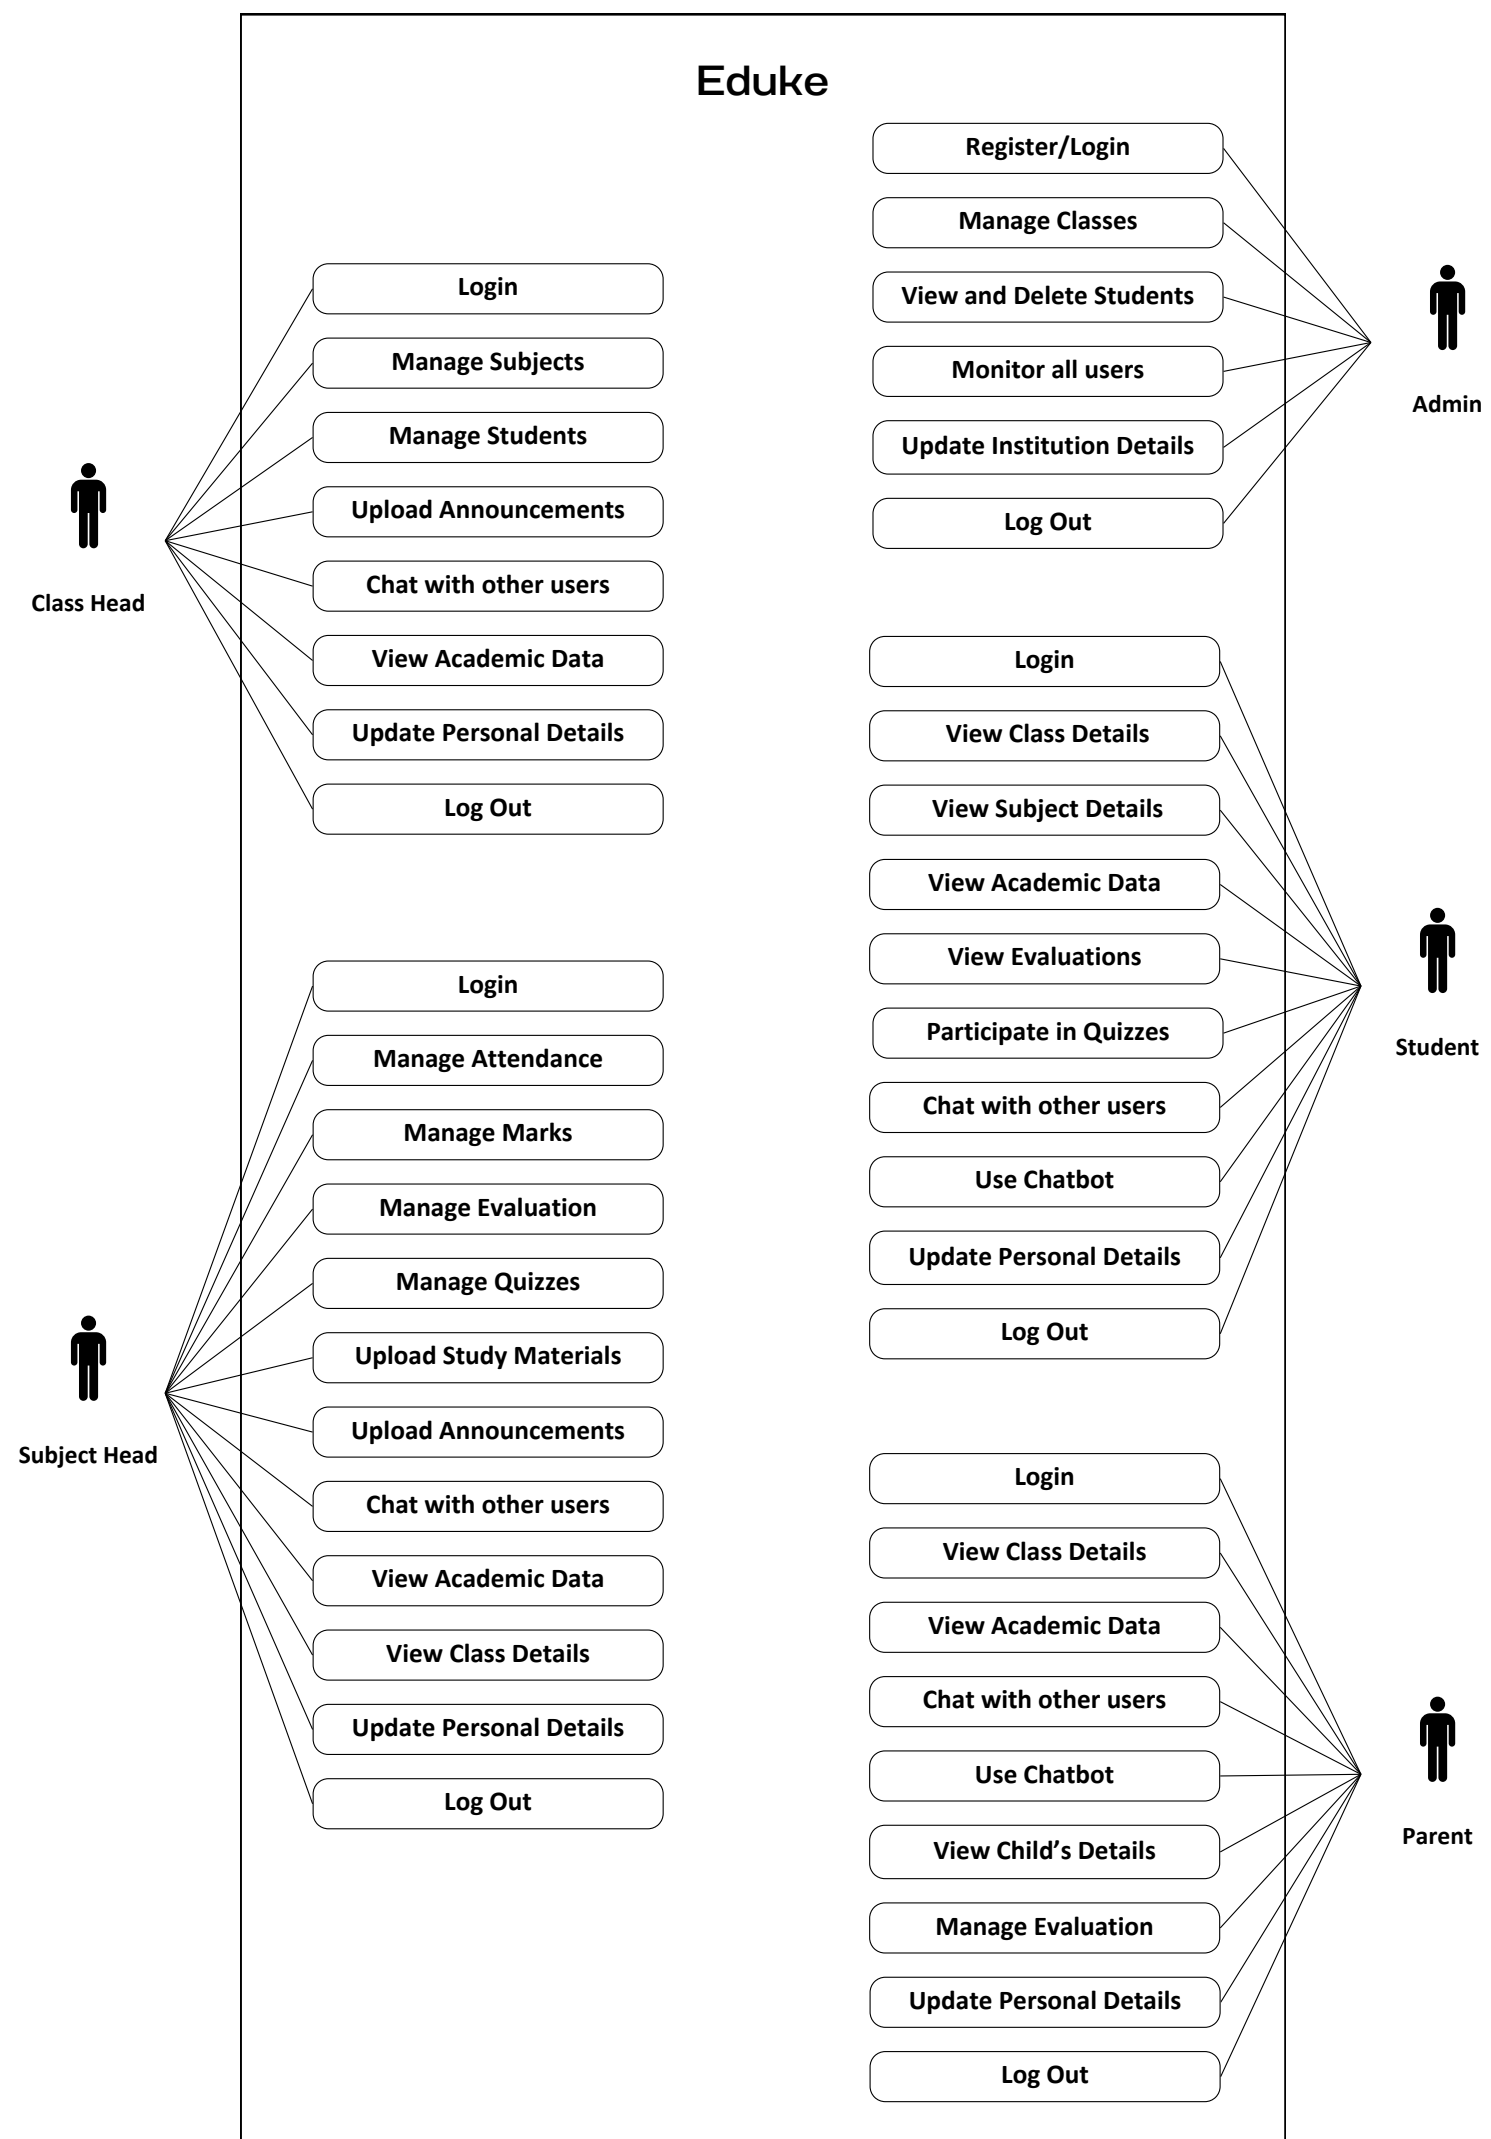 Eduke
Register/Login
Manage Classes
View and Delete Students
Monitor all users
Update Institution Details
Log Out
Admin
Login
Manage Subjects
Manage Students
Upload Announcements
Chat with other users
View Academic Data
Update Personal Details
Log Out
Class Head
Login
View Class Details
View Subject Details
View Academic Data
View Evaluations
Participate in Quizzes
Chat with other users
Use Chatbot
Update Personal Details
Log Out
Student
Login
Manage Attendance
Manage Marks
Manage Evaluation
Manage Quizzes
Upload Study Materials
Upload Announcements
Chat with other users
View Academic Data
View Class Details
Update Personal Details
Log Out
Subject Head
Login
View Class Details
View Academic Data
Chat with other users
Use Chatbot
View Child’s Details
Manage Evaluation
Update Personal Details
Log Out
Parent